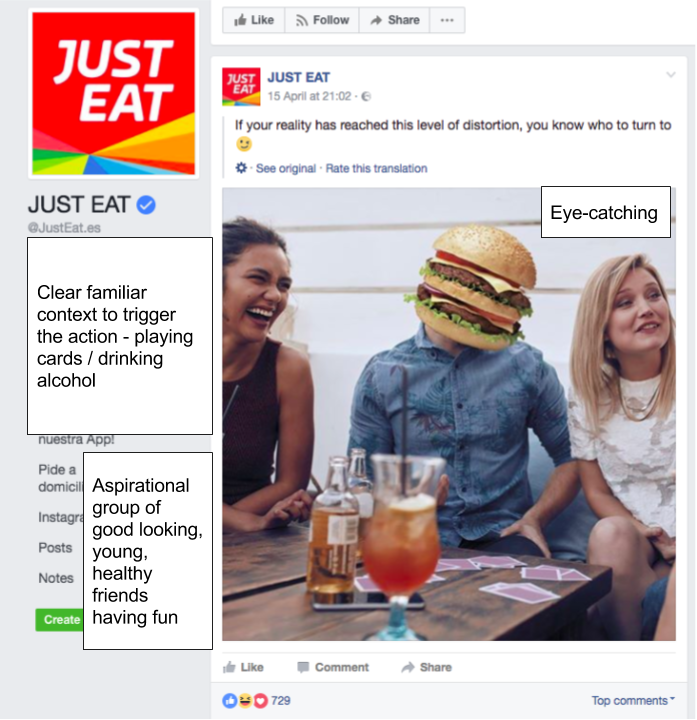 JUST
EAT
JUST EAT
@JustEat.es
Clear familiar
context to trigger
the action - playing
cards / drinking
alcohol
nuestra App!
Pide a
domicili
Instagra
Posts
Notes
Create
Aspirational
group of
good looking,
young,
healthy
friends
having fun
Like
Follow
Share
JUST
EAT
JUST EAT
15 April at 21:02 ·
If your reality has reached this level of distortion, you know who to turn to
· See original · Rate this translation
Eye-catching
Like
Comment
Share
729
Top comments